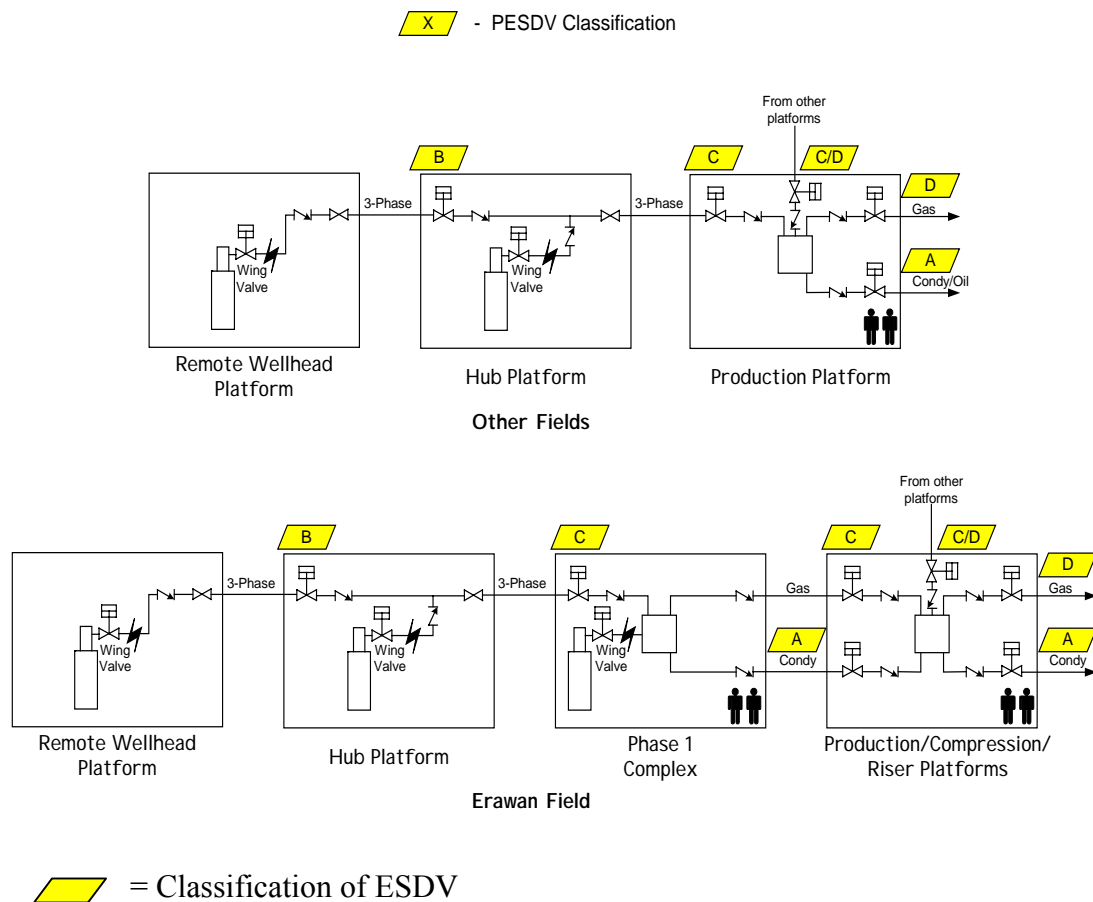 X - PESDV Classification
From other
platforms
B
C
C/D
D
3-Phase
3-Phase
Gas
A
Wing
Valve
Wing
Valve
Condy/Oil
Remote Wellhead
Platform
Hub Platform
Production Platform
Other Fields
From other
platforms
B
C
C
C/D
D
3-Phase
3-Phase
Gas
Gas
A
A
Wing
Valve
Wing
Valve
Wing
Valve
Condy
Condy
Remote Wellhead
Platform
Hub Platform
Phase 1
Complex
Production/Compression/
Riser Platforms
Erawan Field
= Classification of ESDV